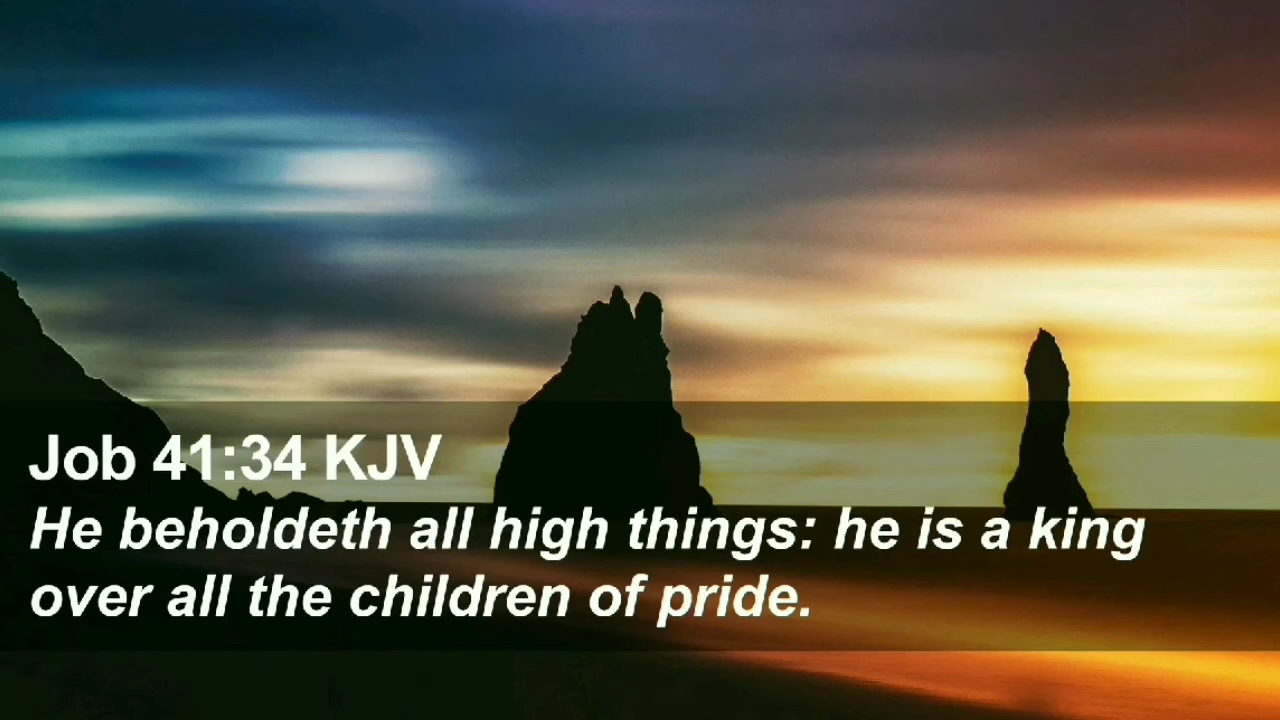 Job 41:34 KJV
He beholdeth all high things: he is a king
over all the children of pride.